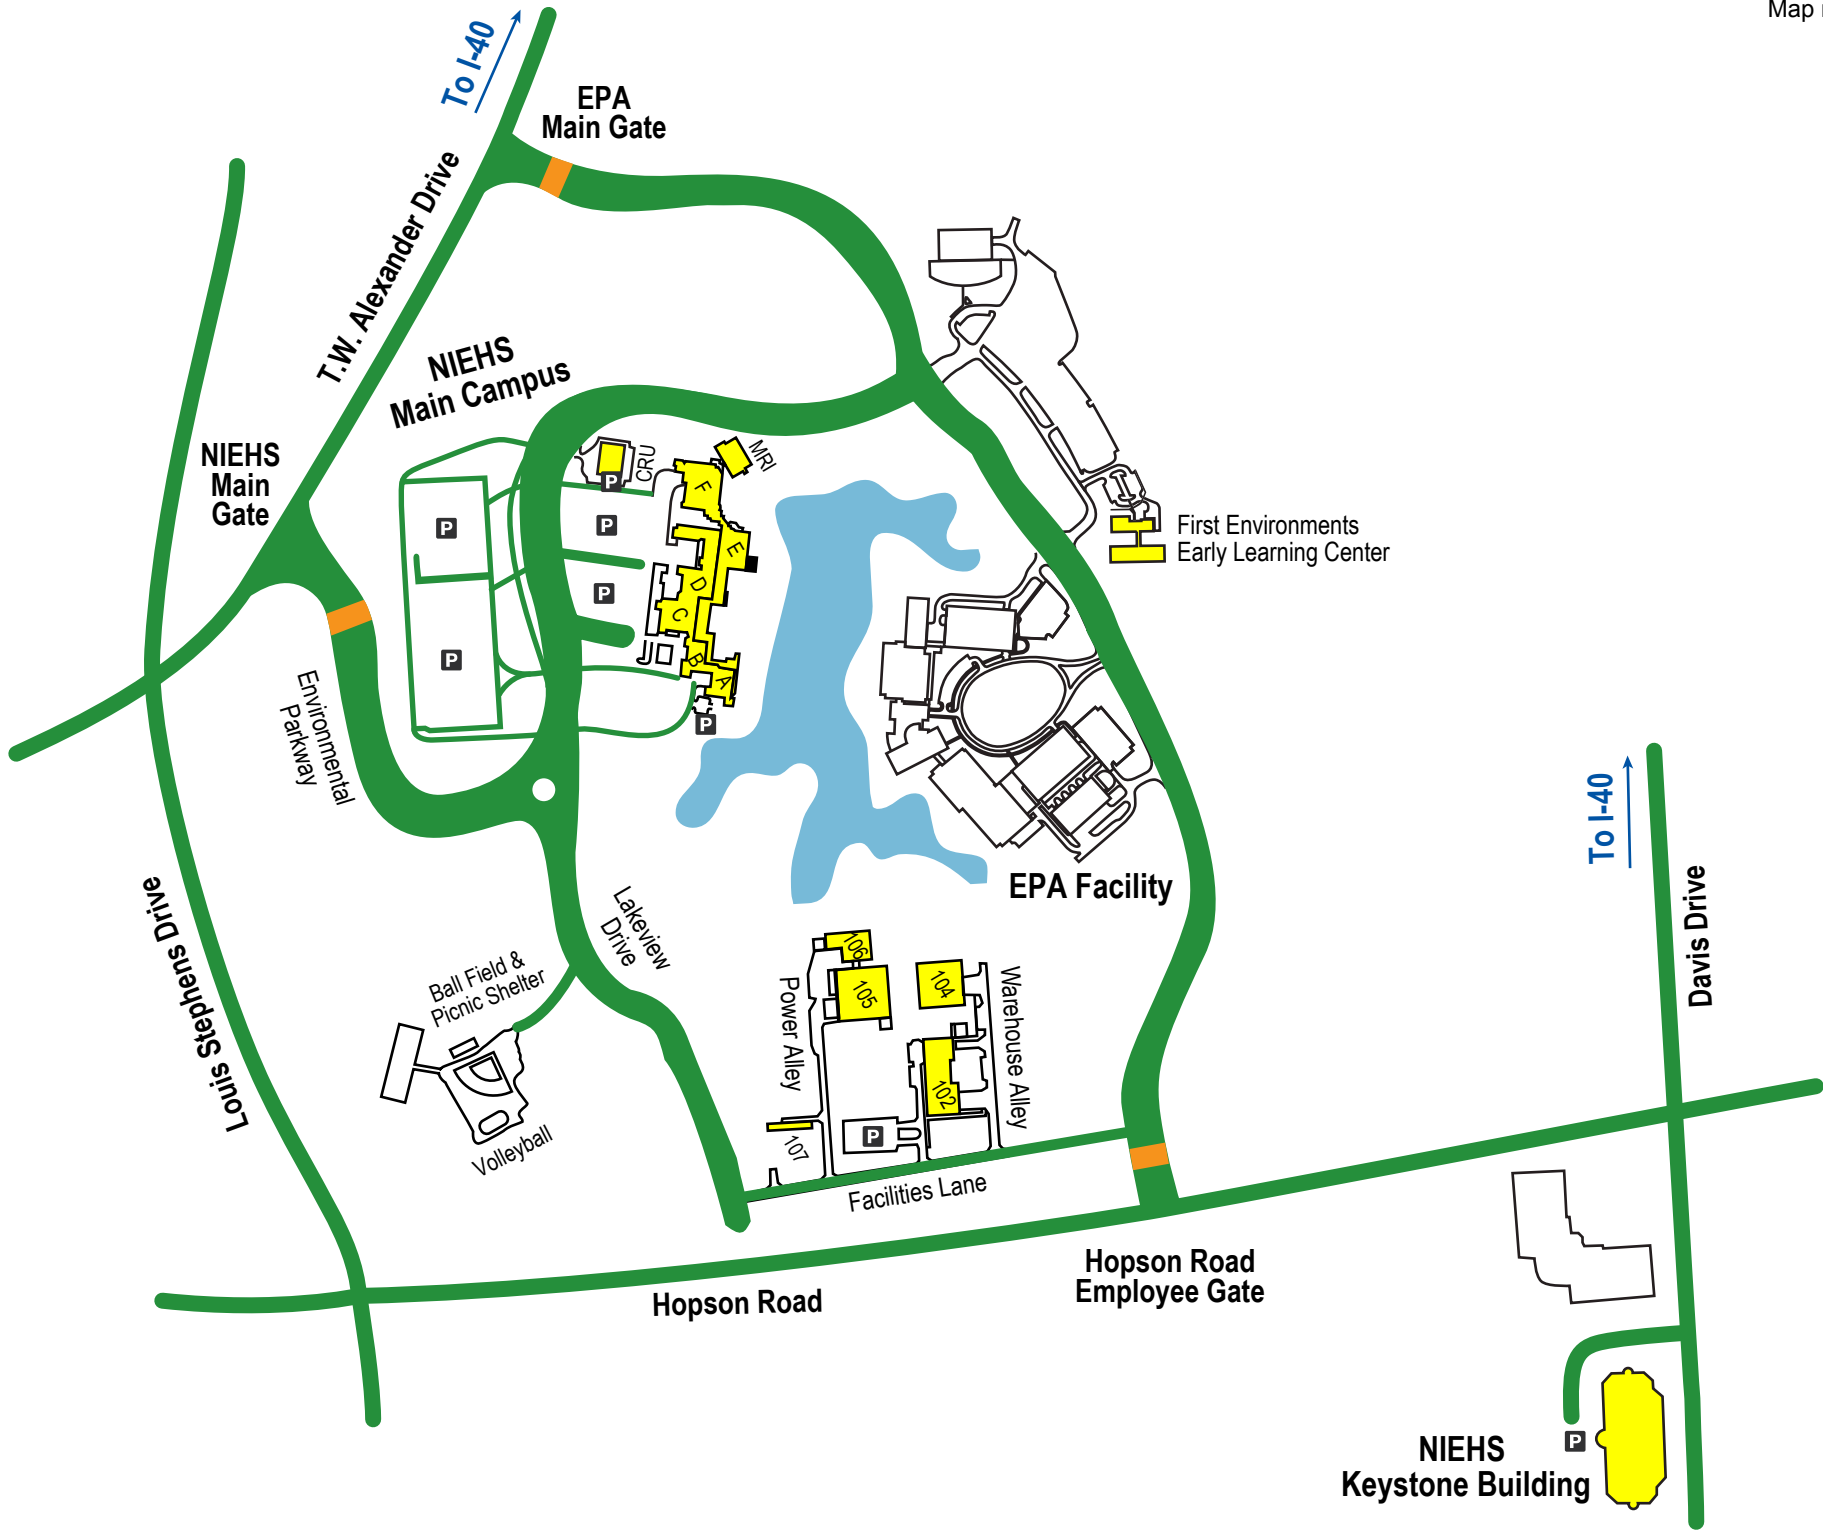 Map
To I-40
EPA
Main Gate
T.W. Alexander Drive
NIEHS
Main Campus
NIEHS
Main
Gate
CRU
MRI
P
F
P
P
E
First Environments
Early Learning Center
D
P
C
P
B
A
P
Environmental
Parkway
To I-40
EPA Facility
Davis Drive
Louis Stephens Drive
Lakeview
Drive
Ball Field &
Picnic Shelter
106
105
104
Power Alley
Warehouse Alley
102
Volleyball
107
P
Facilities Lane
Hopson Road
Employee Gate
Hopson Road
P
NIEHS
Keystone Building